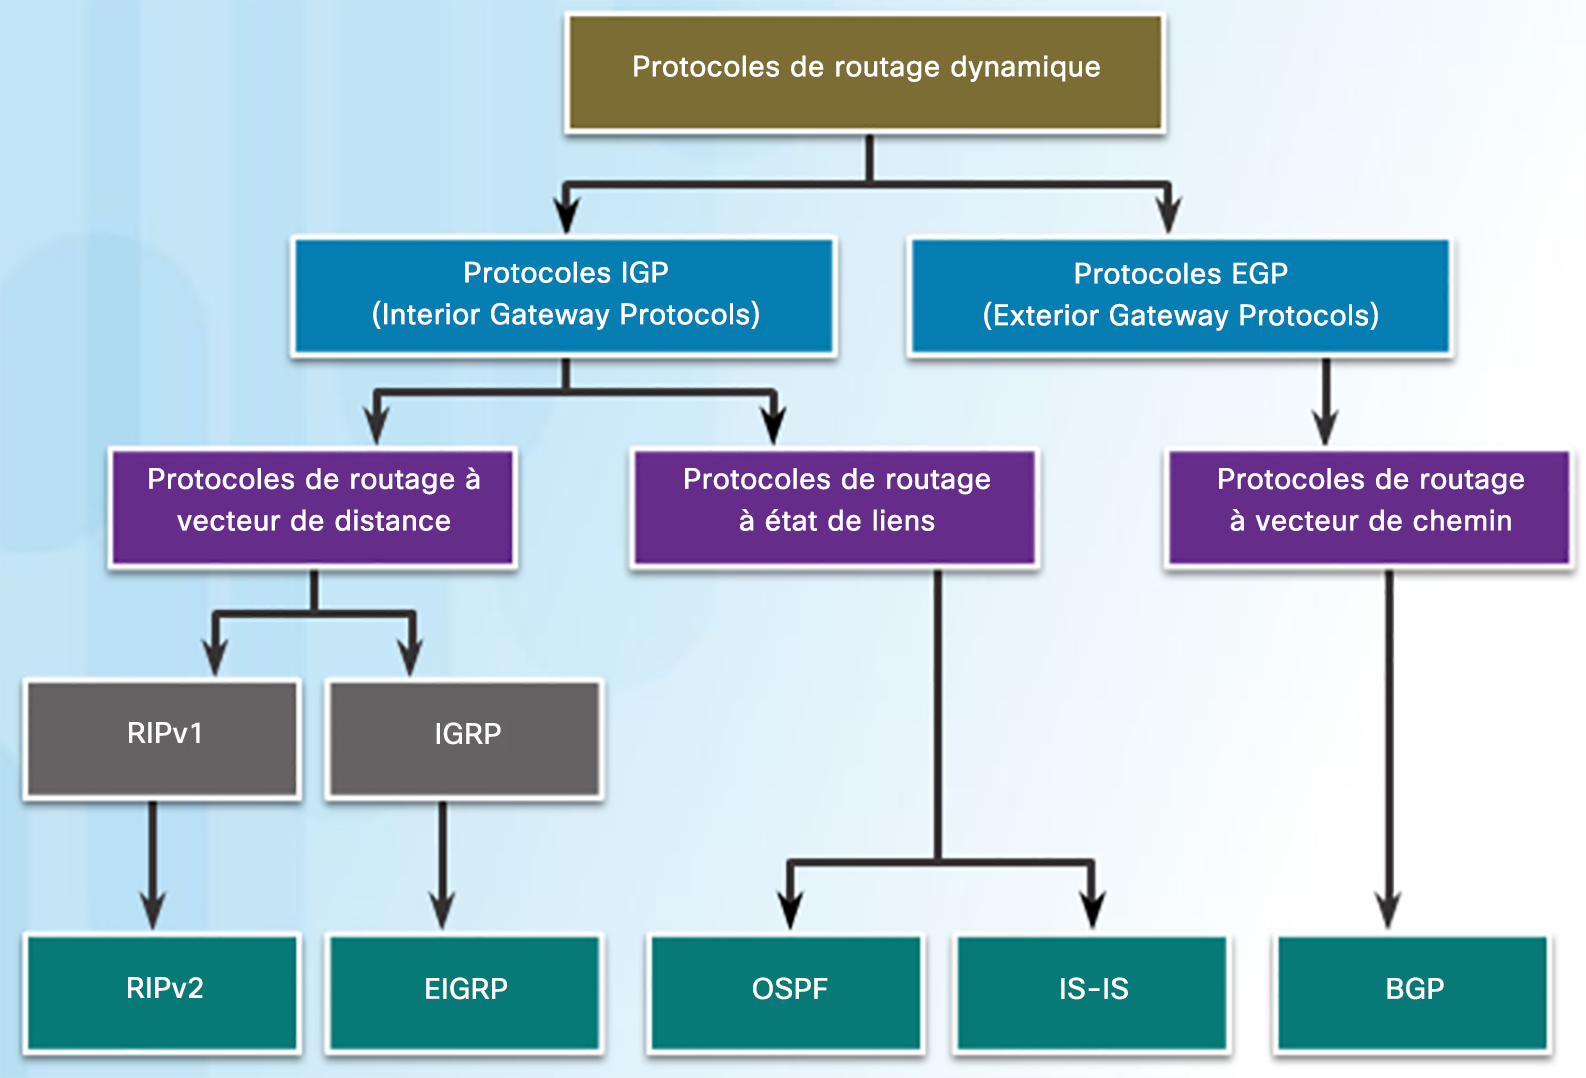 Protocoles de routage dynamique
Protocoles IGP
(Interior Gateway Protocols)
Protocoles EGP
(Exterior Gateway Protocols)
Protocoles de routage à
vecteur de distance
Protocoles de routage
à état de liens
Protocoles de routage
à vecteur de chemin
RIPv1
IGRP
RIPv2
EIGRP
OSPF
IS-IS
BGP